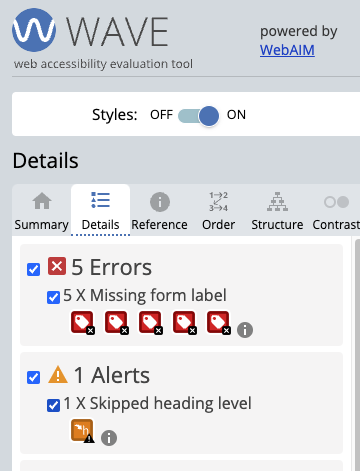 WAVE
web accessibility evaluation tool
powered by
WebAIM
Styles: OFF ON
Details
Summary Details Reference Order Structure Contrast
5 Errors
5 X Missing form label
1 Alerts
1 X Skipped heading level